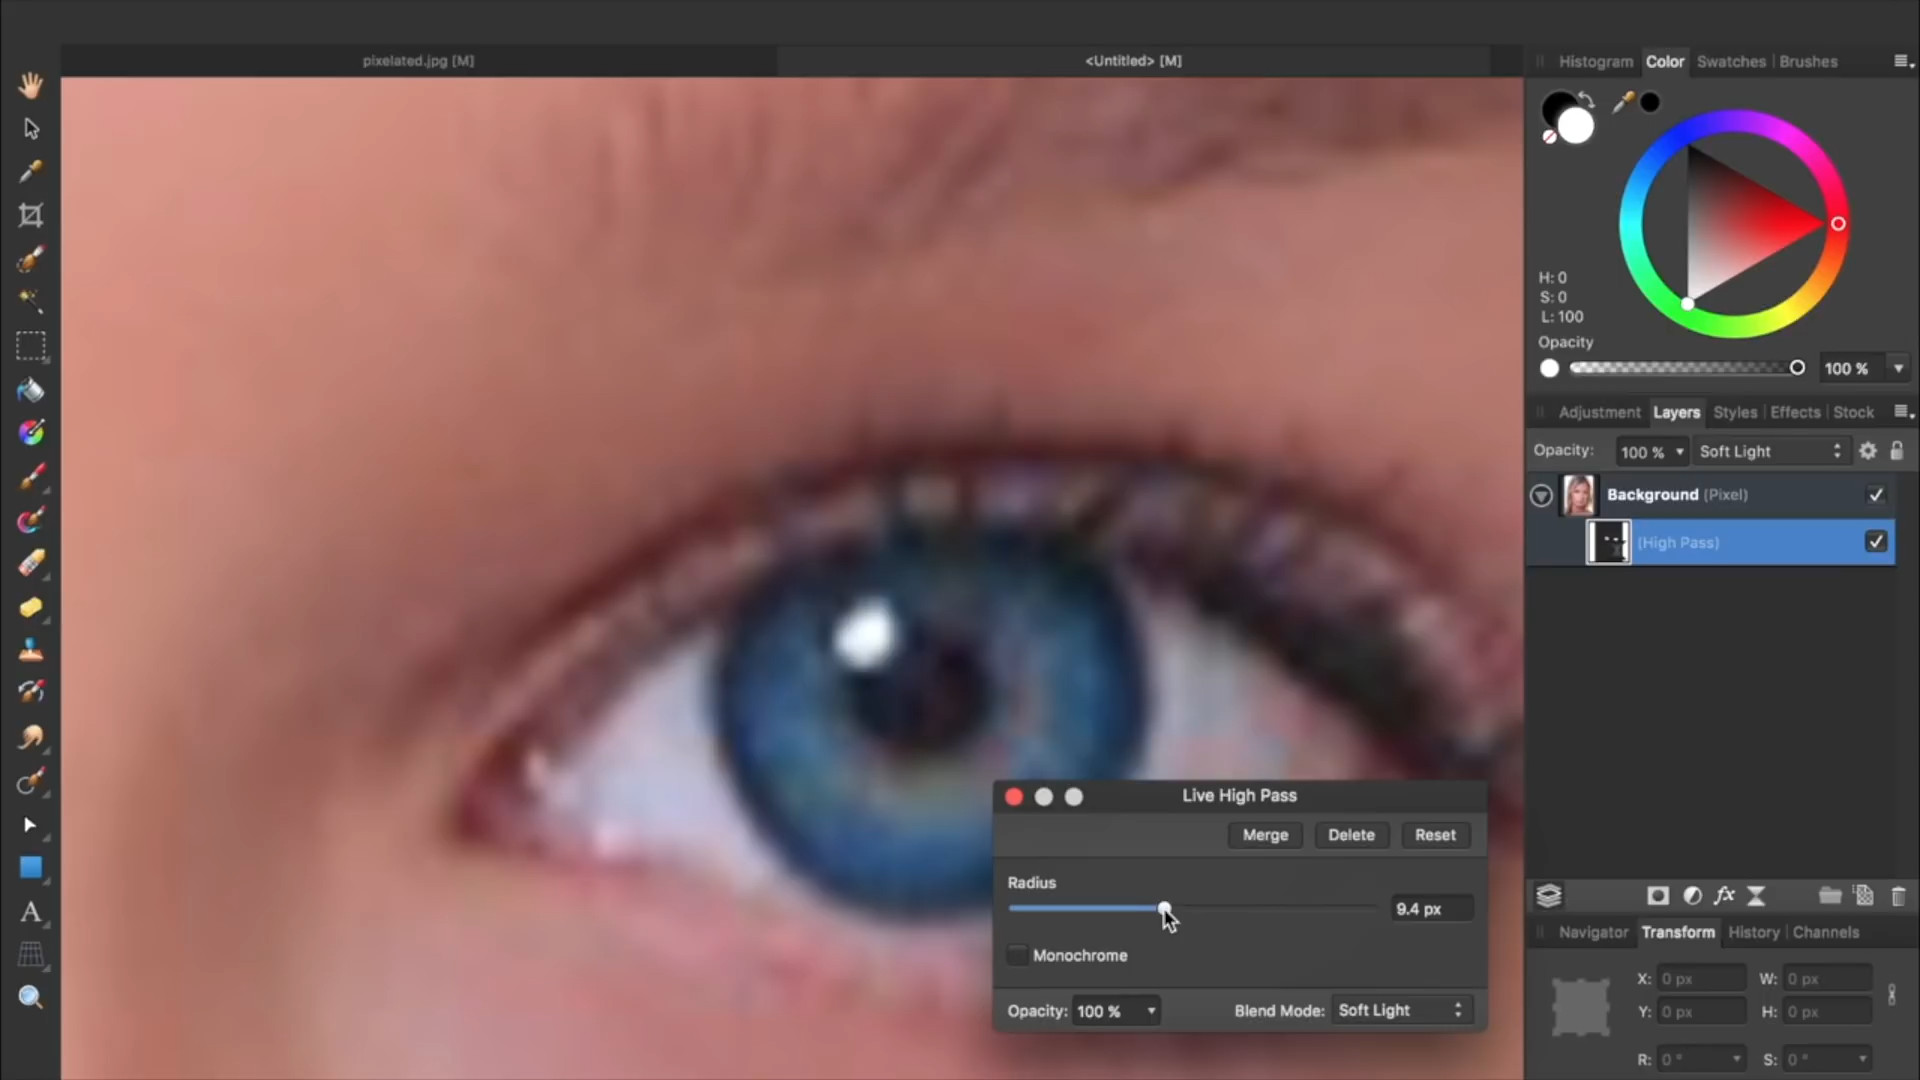 pixelated.jpg [M]
<Untitled> [M]
Histogram Color Swatches Brushes
H: 0
S: 0
L: 100
Opacity
100 %
Adjustment Layers Styles Effects Stock
Opacity: 100 % Soft Light
Background (Pixel)
(High Pass)
fx
Live High Pass
Merge Delete Reset
Radius
9.4 px
Monochrome
Opacity: 100 % Blend Mode: Soft Light
Navigator Transform History Channels
X: 0 px W: 0 px
Y: 0 px H: 0 px
R: 0 ° S: 0 °
A